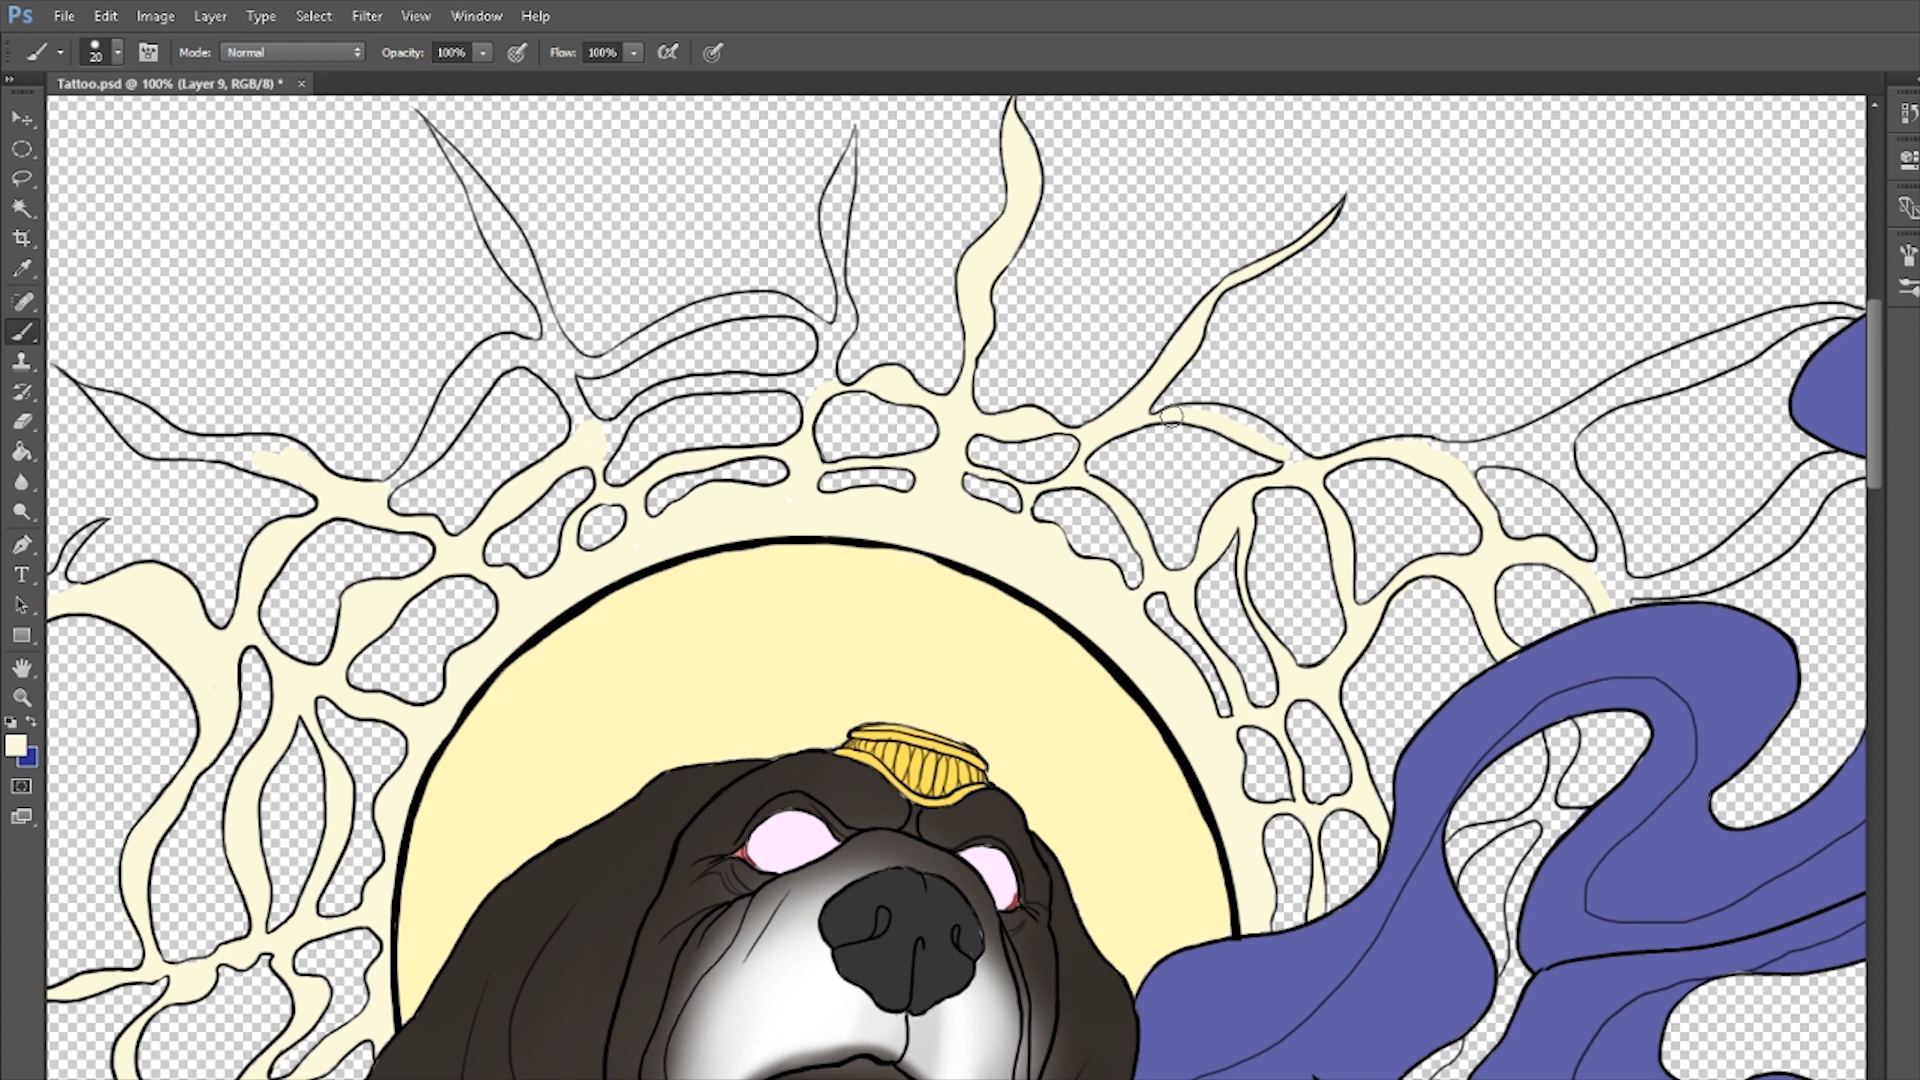 Ps File Edit Image Layer Type Select Filter View Window Help
20 Mode: Normal Opacity: 100% Flow: 100%
Tattoo.psd @ 100% (Layer 9, RGB/8) * ×
T